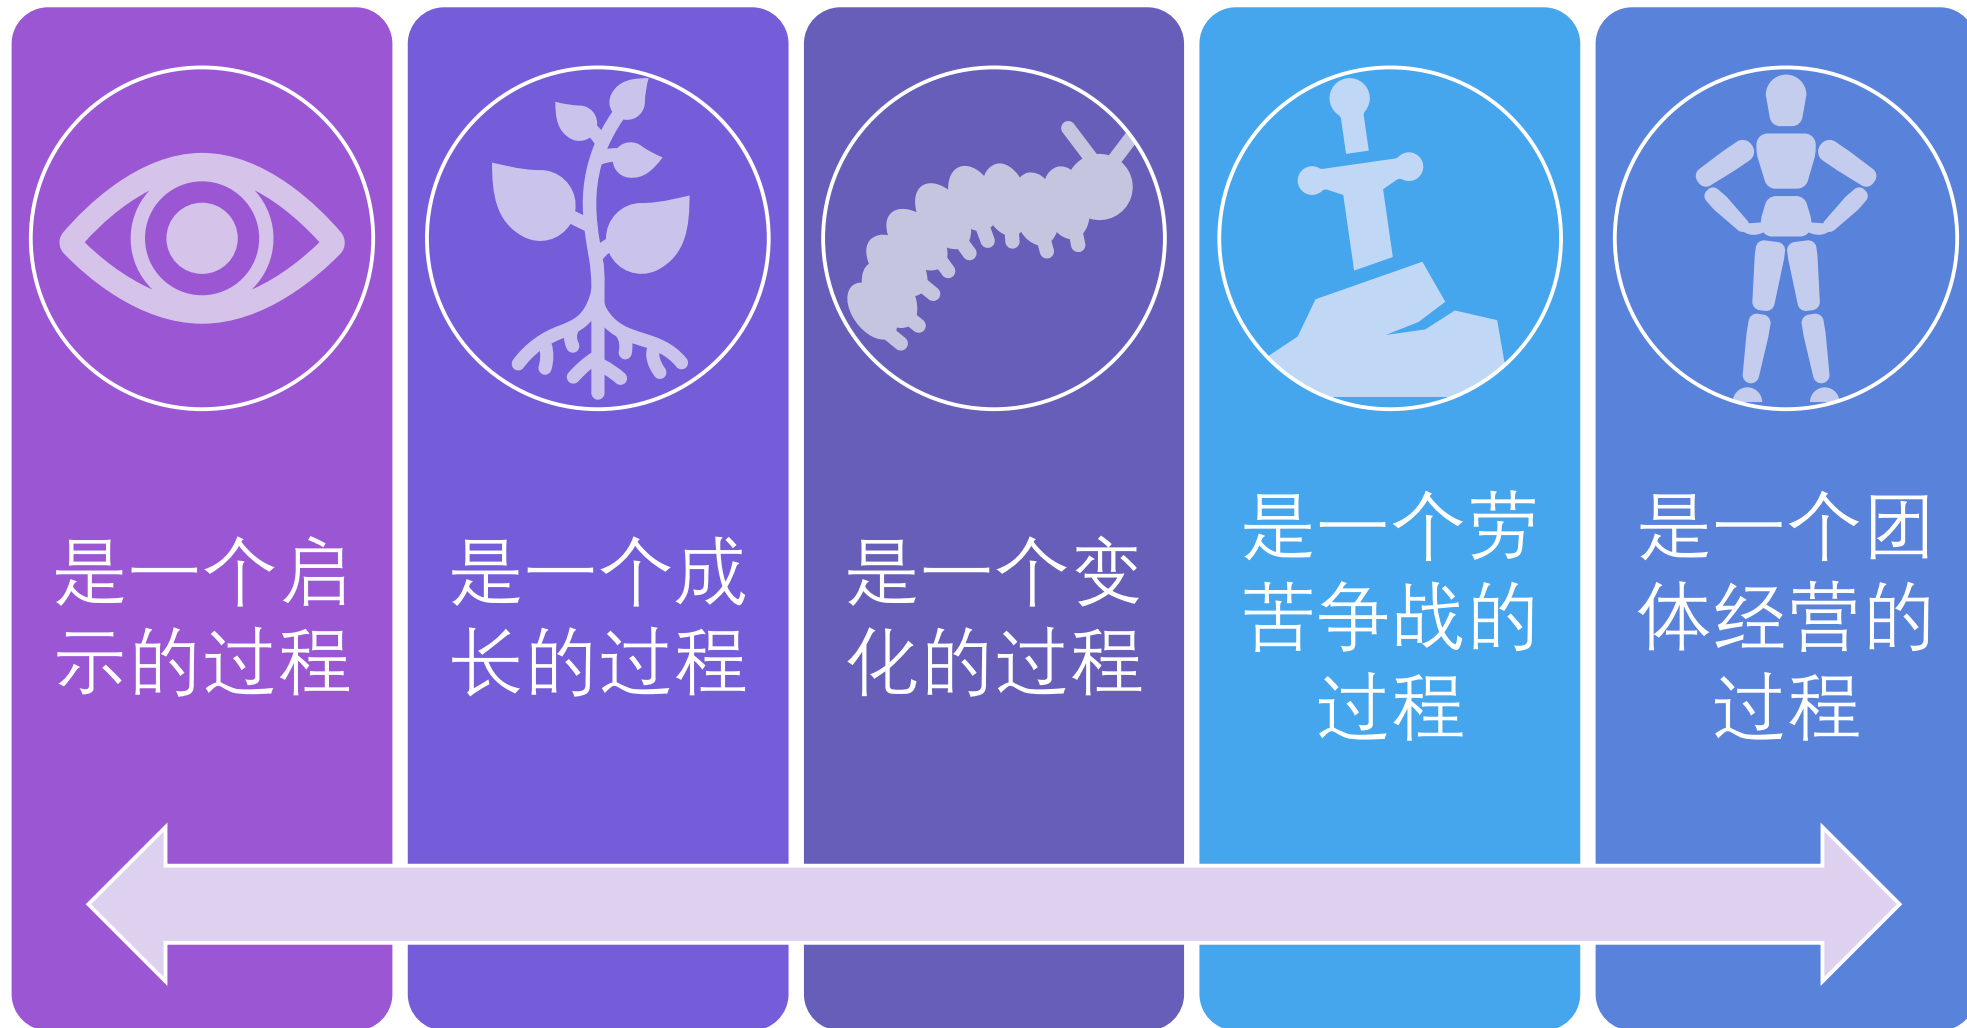 是一个启
示的过程
是一个成
长的过程
是一个变
化的过程
是一个劳
苦争战的
过程
是一个团
体经营的
过程